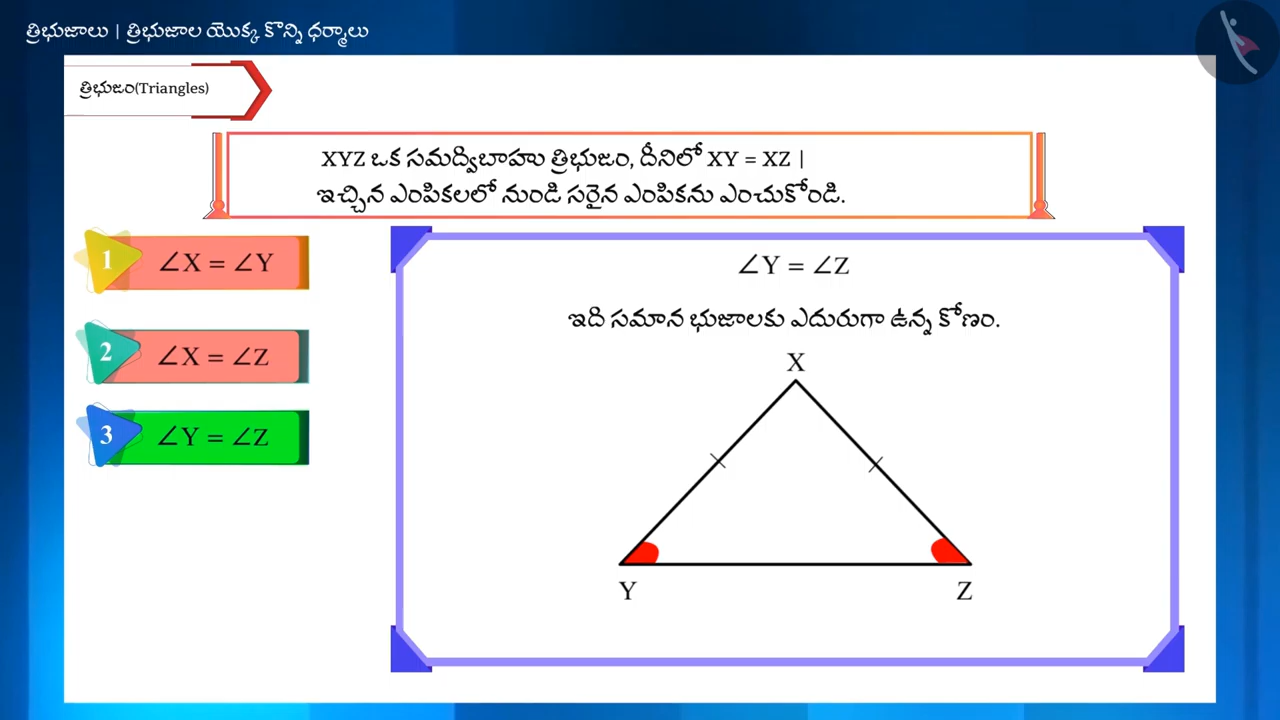 త్రిభుజాలు | త్రిభుజాల యొక్క కొన్ని ధర్మాలు
త్రిభుజం(Triangles)
XYZ ఒక సమద్విబాహు త్రిభుజం, దీనిలో XY = XZ |
ఇచ్చిన ఎంపికలలో నుండి సరైన ఎంపికను ఎంచుకోండి.
1 ∠X = ∠Y
2 ∠X = ∠Z
3 ∠Y = ∠Z
∠Y = ∠Z
ఇది సమాన భుజాలకు ఎదురుగా ఉన్న కోణం.
X
Y Z